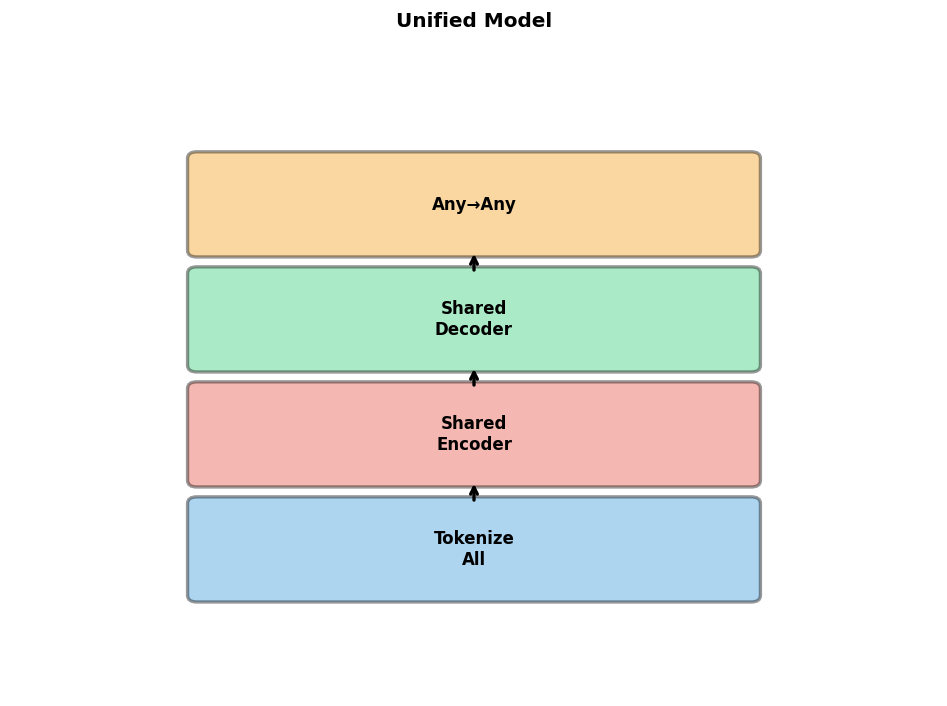 Unified Model
Any→Any
Shared
Decoder
Shared
Encoder
Tokenize
All